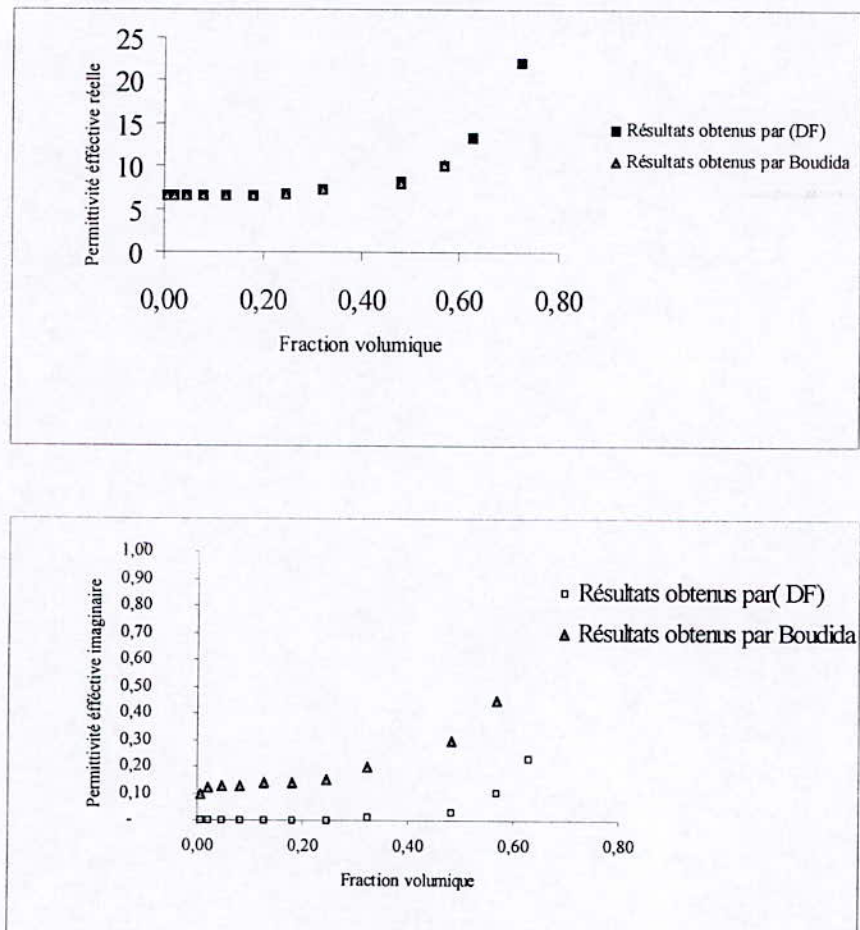 Permittivité éffective réelle
25
20
15
10
5
0
0,00 0,20 0,40 0,60 0,80
Fraction volumique
Résultats obtenus par (DF)
Résultats obtenus par Boudida
Permittivité éfféctive imaginaire
1,00
0,90
0,80
0,70
0,60
0,50
0,40
0,30
0,20
0,10
-
0,00 0,20 0,40 0,60 0,80
Fraction volumique
Résultats obtenus par( DF)
Résultats obtenus par Boudida